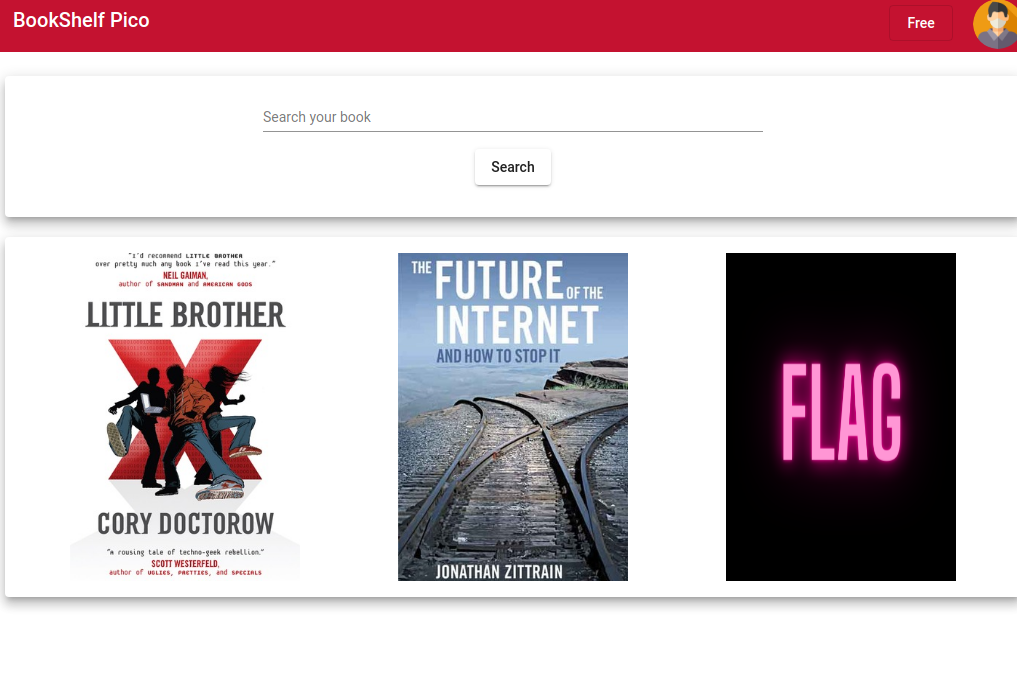 BookShelf Pico
Free
Search your book
Search
"I'd recommend LITTLE BROTHER
over pretty much any book I've read this year."
NEIL GAIMAN,
author of SANDMAN and AMERICAN GODS
LITTLE BROTHER
CORY DOCTOROW
"A rousing tale of techno-geek rebellion."
SCOTT WESTERFELD,
author of UGLIES, PRETTIES, and SPECIALS
THE FUTURE OF THE
INTERNET
AND HOW TO STOP IT
JONATHAN ZITTRAIN
FLAG